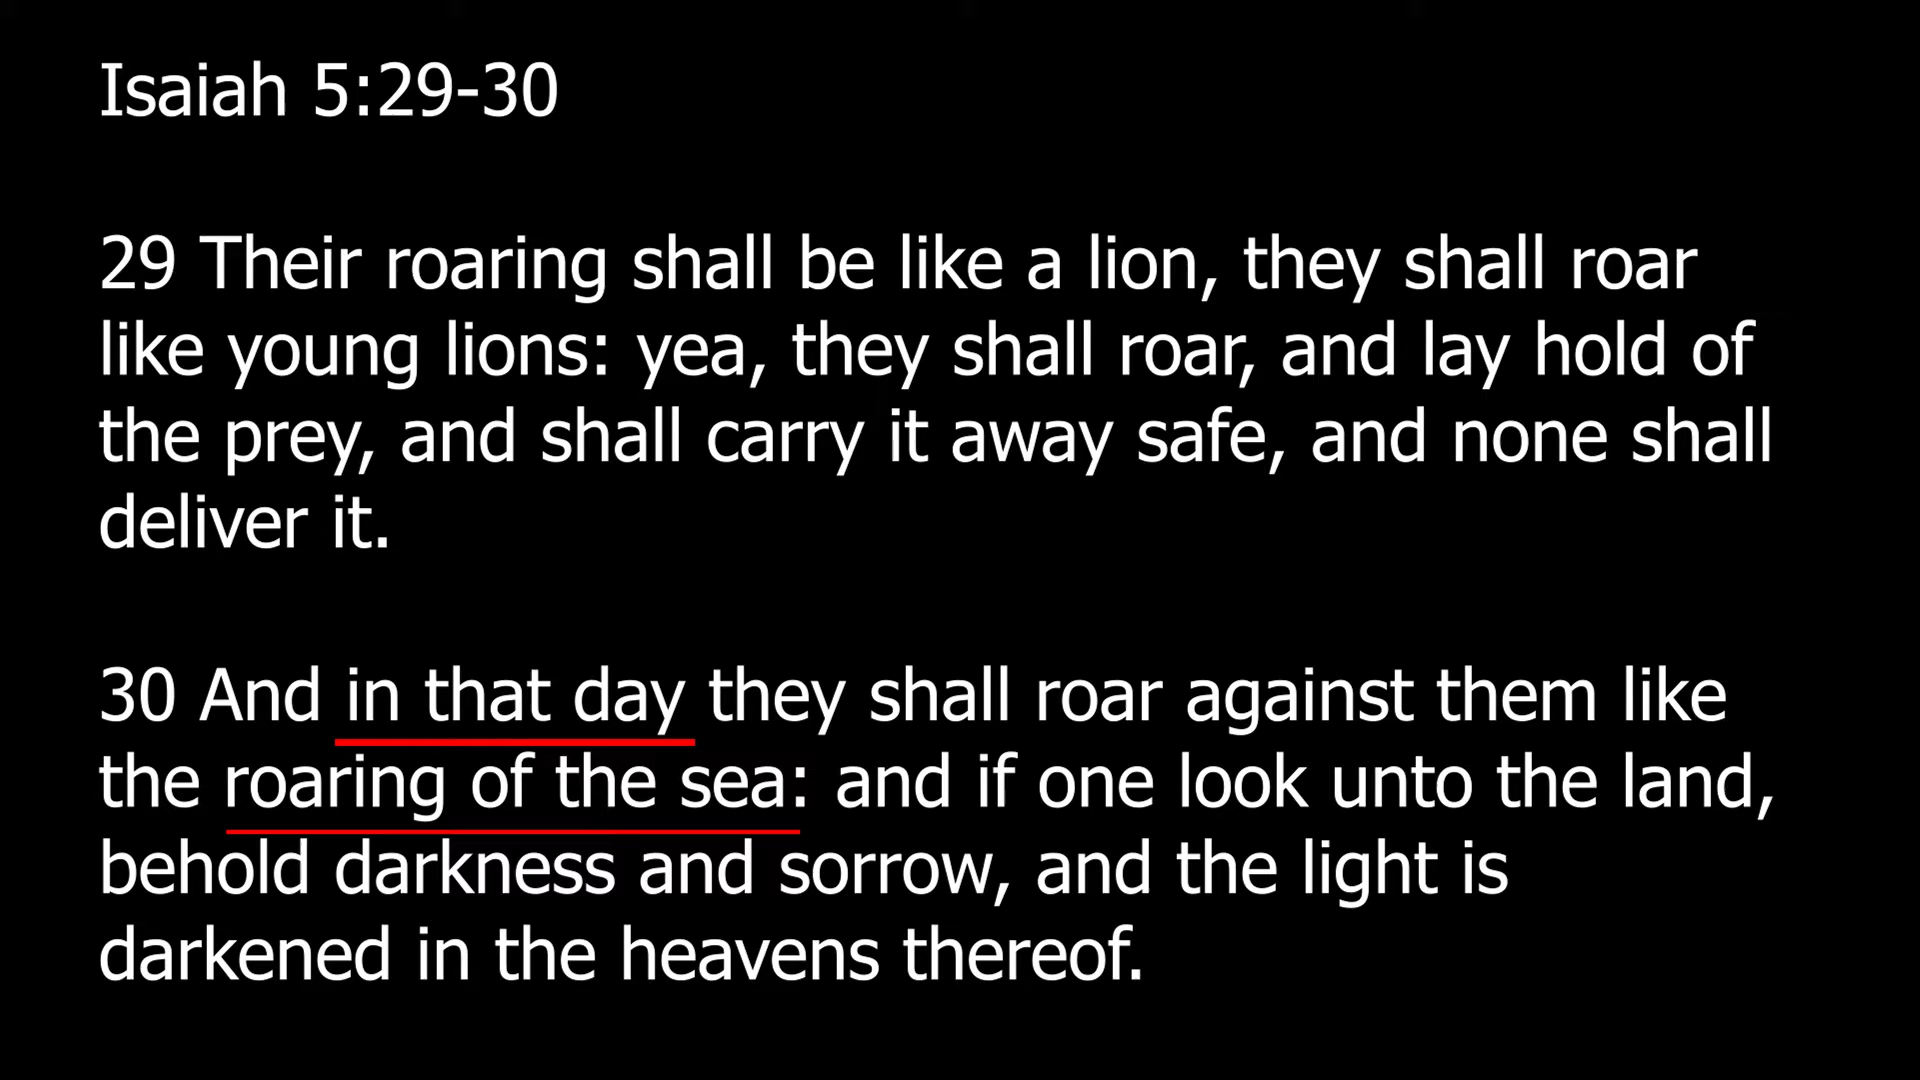 Isaiah 5:29-30
29 Their roaring shall be like a lion, they shall roar
like young lions: yea, they shall roar, and lay hold of
the prey, and shall carry it away safe, and none shall
deliver it.
30 And in that day they shall roar against them like
the roaring of the sea: and if one look unto the land,
behold darkness and sorrow, and the light is
darkened in the heavens thereof.